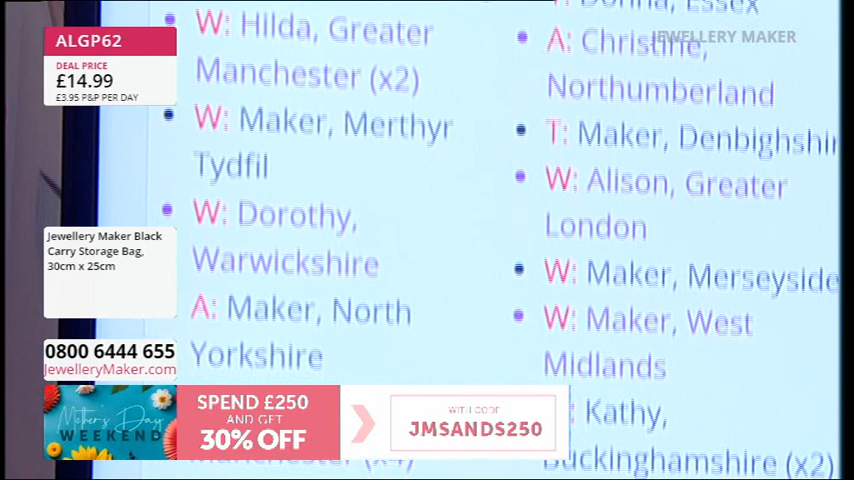 ALGP62
DEAL PRICE
£14.99
£3.95 P&P PER DAY
Jewellery Maker Black
Carry Storage Bag,
30cm x 25cm
0800 6444 655
JewelleryMaker.com
Mother's Day
WEEKEND
SPEND £250
AND GET
30% OFF
WITH CODE
JMSANDS250
JEWELLERY MAKER
W: Hilda, Greater
Manchester (x2)
W: Maker, Merthyr
Tydfil
W: Dorothy,
Warwickshire
A: Maker, North
Yorkshire
Manchester (x4)
Donna, Essex
A: Christine,
Northumberland
T: Maker, Denbighshir
W: Alison, Greater
London
W: Maker, Merseyside
W: Maker, West
Midlands
Kathy,
Buckinghamshire (x2)